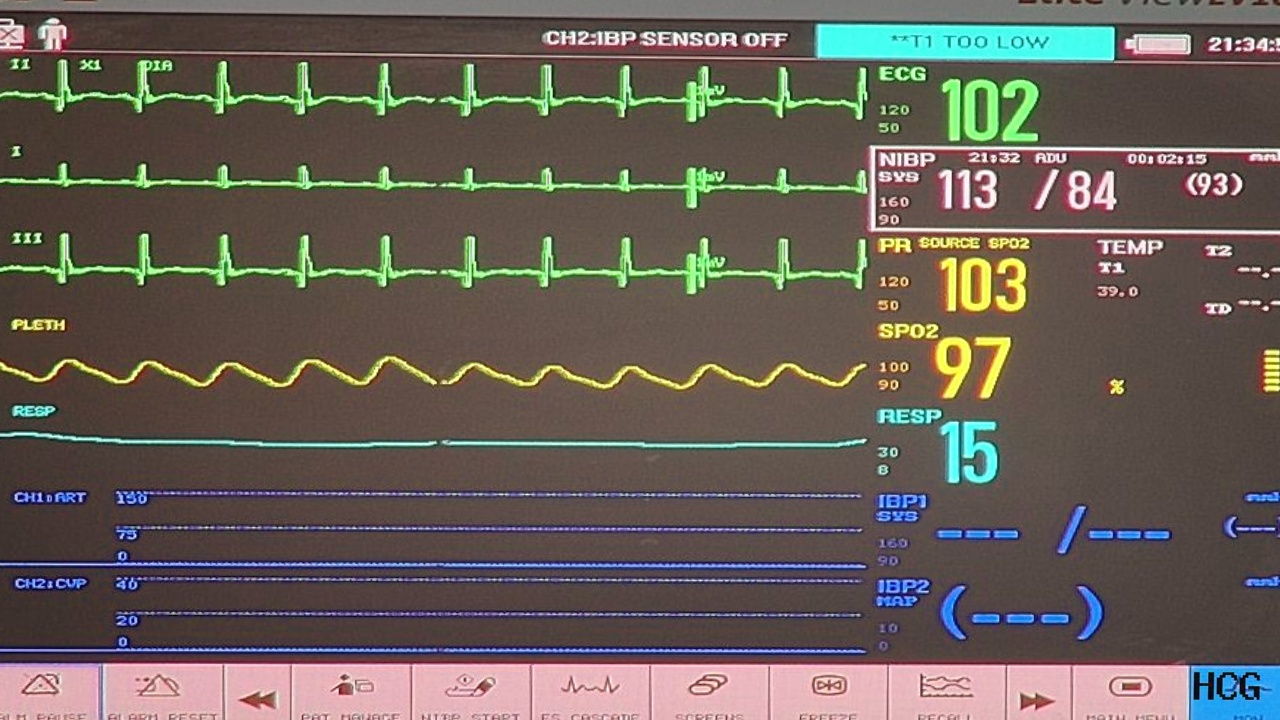 CH2:IBP SENSOR OFF
**T1 TOO LOW
II X1 DIA
ECG
120
50
102
I
NIBP 21:32 ADU 00:02:15
SYS
160
90
113 / 84 (93)
III
PR SOURCE SPO2
120
50
103
TEMP
T1
39.0
T2
--.-
TD
--.-
PLETH
SPO2
100
90
97
%
RESP
RESP
30
8
15
CH1:ART 150
75
0
IBP1
SYS
160
90
--- / ---
CH2:CVP 40
20
0
IBP2
MAP
10
0
(---)
ALARM RESET
PAT MANAGE
NIBP START
SCREENS
FREEZE
RECALL
MAIN MENU
HCG